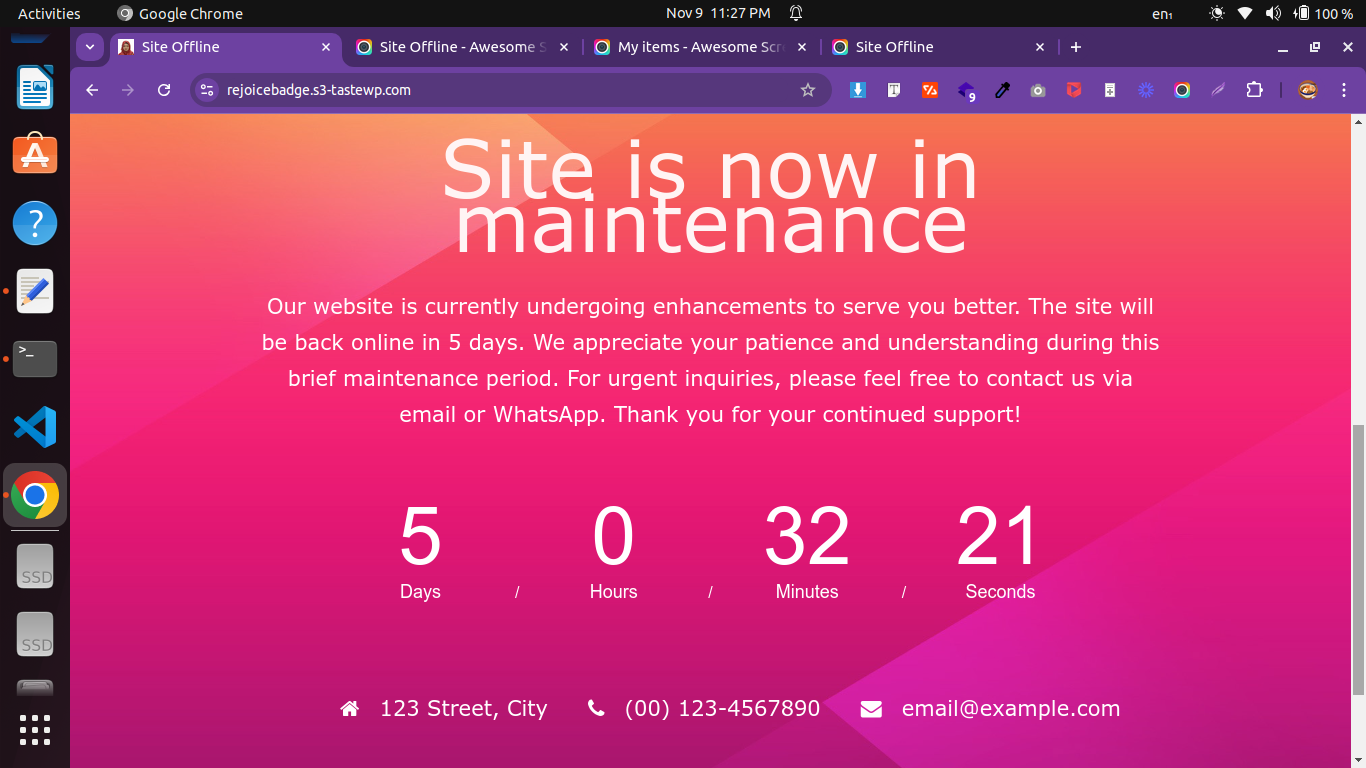 Activities
Google Chrome
Nov 9 11:27 PM
en₁
100 %
Site Offline
Site Offline - Awesome S
My items - Awesome Scre
Site Offline
rejoicebadge.s3-tastewp.com
9
Site is now in
maintenance
Our website is currently undergoing enhancements to serve you better. The site will
be back online in 5 days. We appreciate your patience and understanding during this
brief maintenance period. For urgent inquiries, please feel free to contact us via
email or WhatsApp. Thank you for your continued support!
5 0 32 21
Days / Hours / Minutes / Seconds
SSD
SSD
123 Street, City (00) 123-4567890 email@example.com